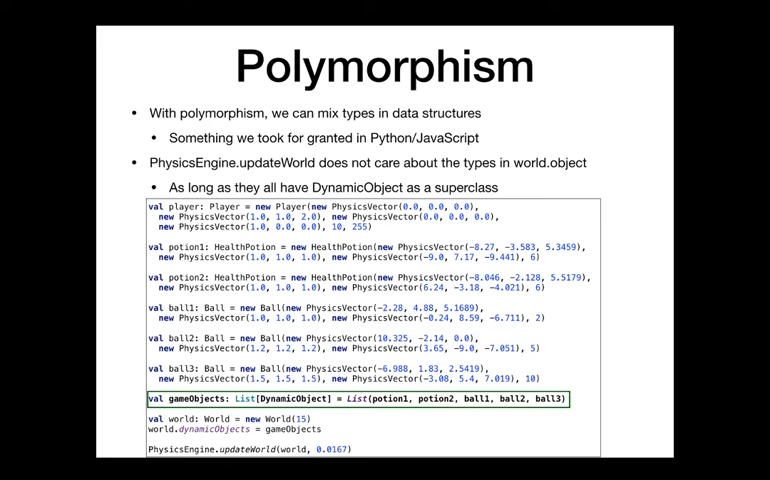 Polymorphism
• With polymorphism, we can mix types in data structures
• Something we took for granted in Python/JavaScript
• PhysicsEngine.updateWorld does not care about the types in world.object
• As long as they all have DynamicObject as a superclass
val player: Player = new Player(new PhysicsVector(0.0, 0.0, 0.0),
new PhysicsVector(1.0, 1.0, 2.0), new PhysicsVector(0.0, 0.0, 0.0),
new PhysicsVector(1.0, 0.0, 0.0), 10, 255)
val potion1: HealthPotion = new HealthPotion(new PhysicsVector(-8.27, -3.583, 5.3459),
new PhysicsVector(1.0, 1.0, 1.0), new PhysicsVector(-9.0, 7.17, -9.441), 6)
val potion2: HealthPotion = new HealthPotion(new PhysicsVector(-8.046, -2.128, 5.5179),
new PhysicsVector(1.0, 1.0, 1.0), new PhysicsVector(6.24, -3.18, -4.021), 6)
val ball1: Ball = new Ball(new PhysicsVector(-2.28, 4.88, 5.1689),
new PhysicsVector(1.0, 1.0, 1.0), new PhysicsVector(-0.24, 8.59, -6.711), 2)
val ball2: Ball = new Ball(new PhysicsVector(10.325, -2.14, 0.0),
new PhysicsVector(1.2, 1.2, 1.2), new PhysicsVector(3.65, -9.0, -7.051), 5)
val ball3: Ball = new Ball(new PhysicsVector(-6.988, 1.83, 2.5419),
new PhysicsVector(1.5, 1.5, 1.5), new PhysicsVector(-3.08, 5.4, 7.019), 10)
val gameObjects: List[DynamicObject] = List(potion1, potion2, ball1, ball2, ball3)
val world: World = new World(15)
world.dynamicObjects = gameObjects
PhysicsEngine.updateWorld(world, 0.0167)